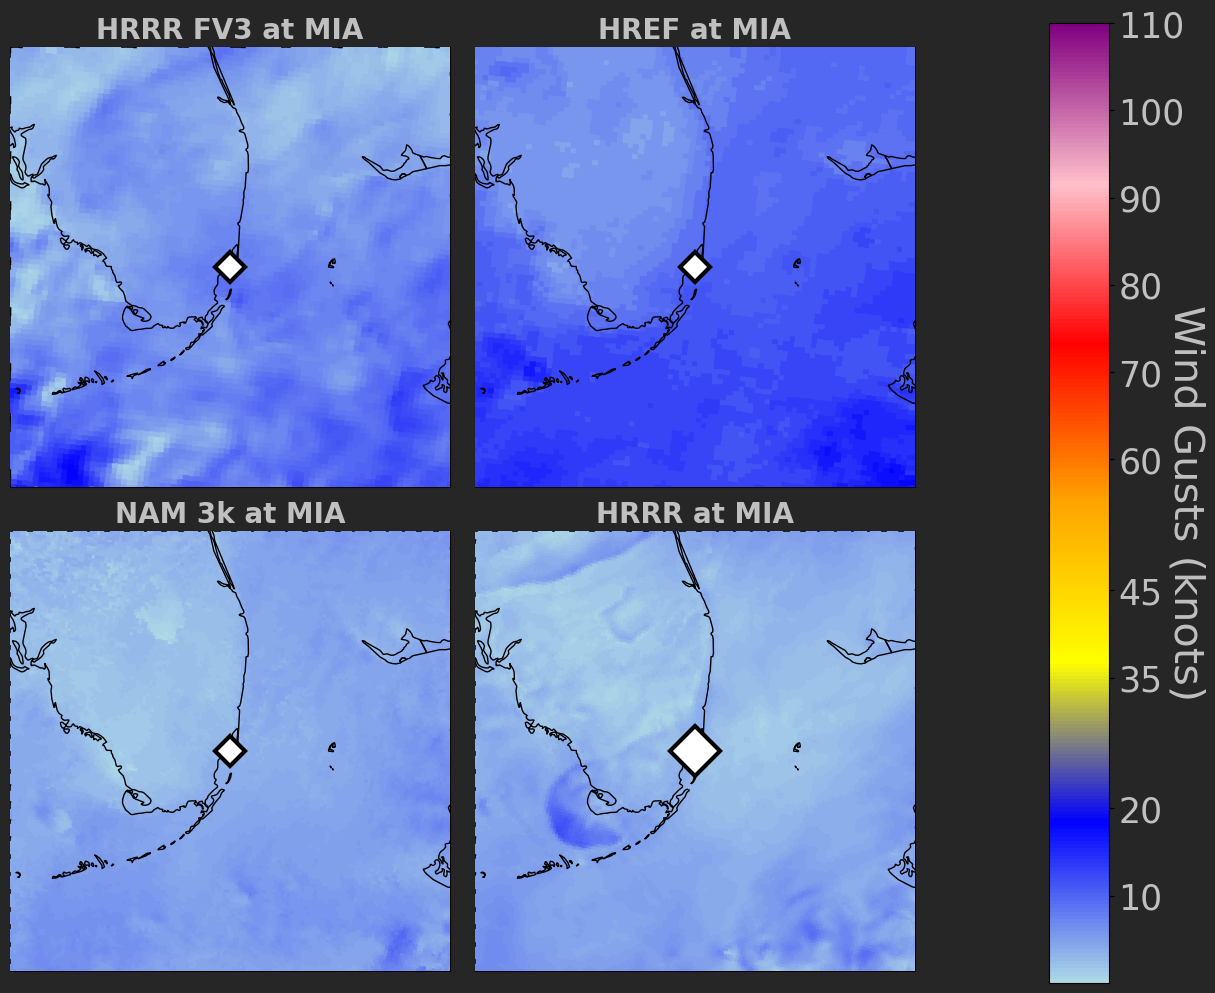 HRRR FV3 at MIA
HREF at MIA
NAM 3k at MIA
HRRR at MIA
110
100
90
80
70
60
45
35
20
10
Wind Gusts (knots)